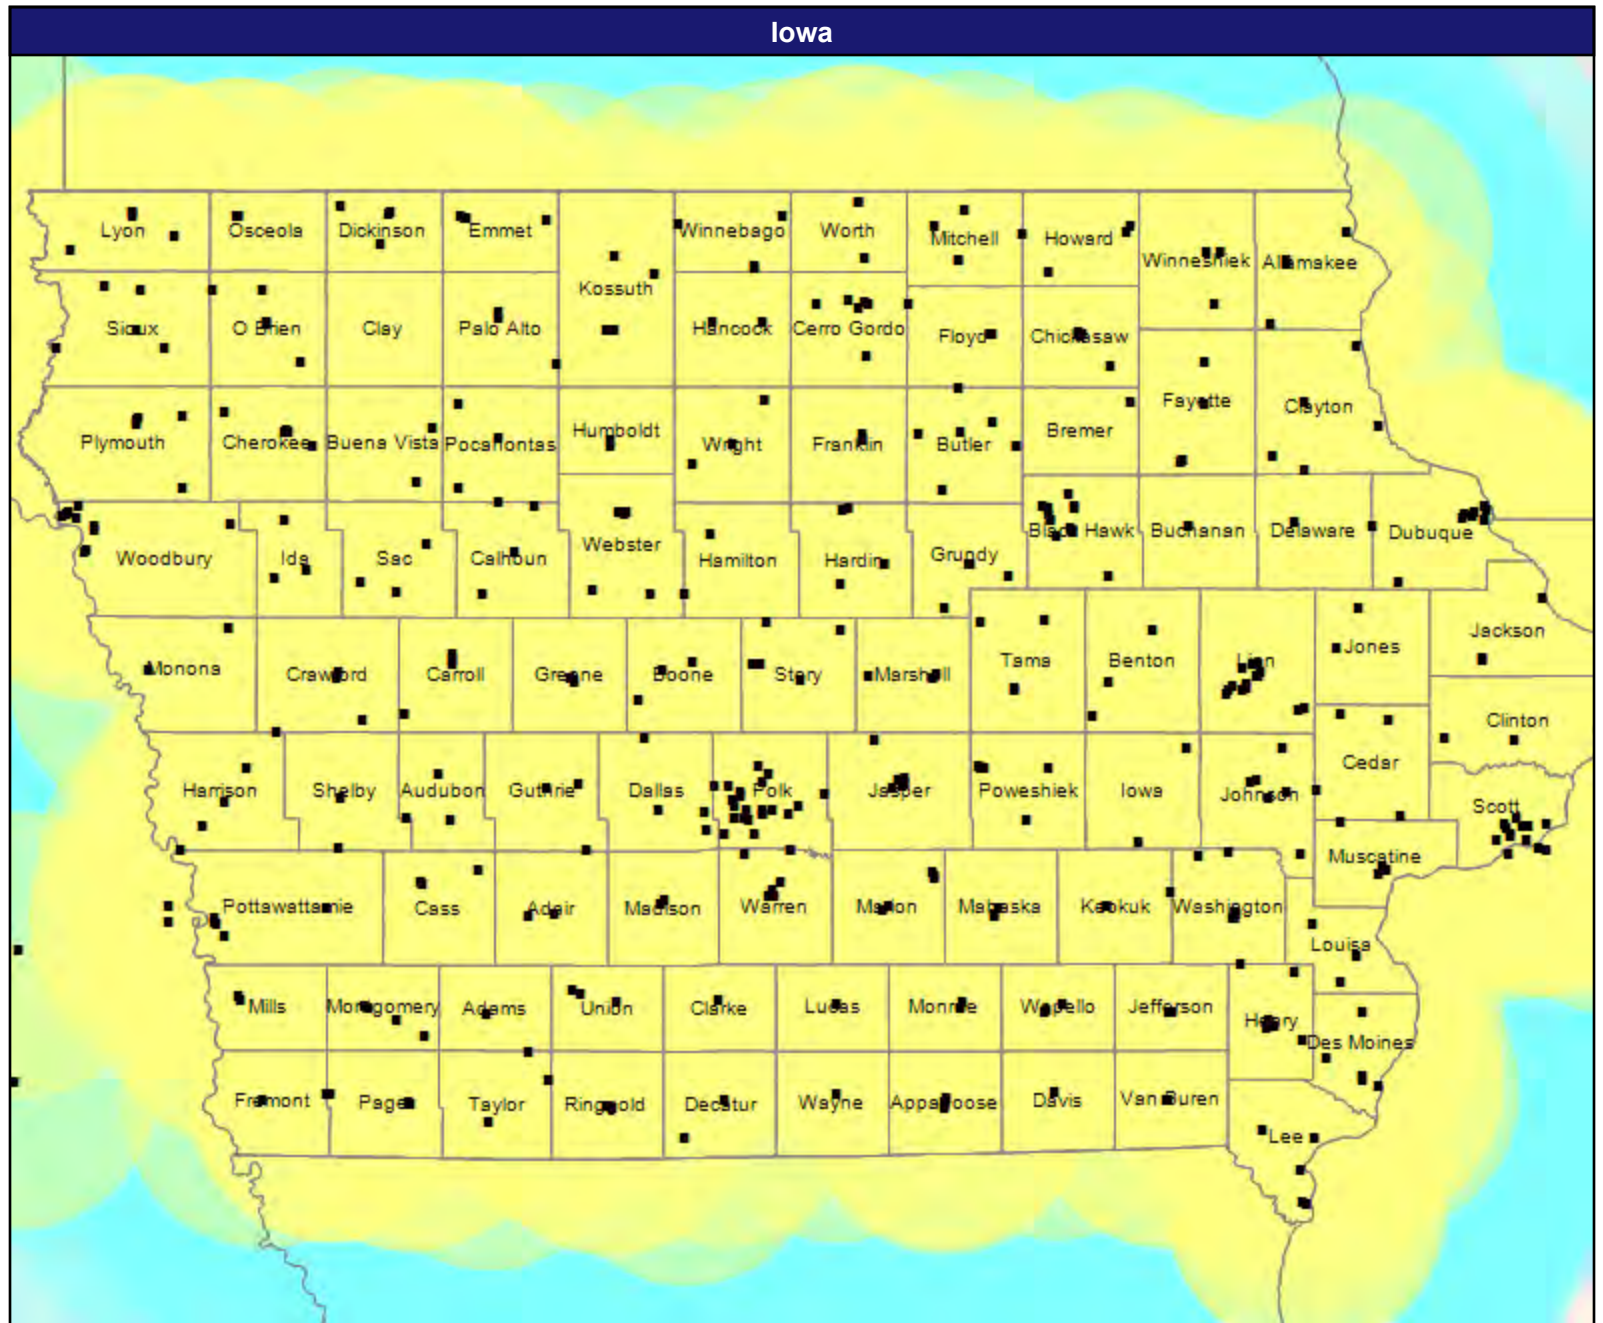 Iowa
Lyon
Osceola
Dickinson
Emmet
Kossuth
Winnebago
Worth
Mitchell
Howard
Winneshiek
Allamakee
Sioux
O Brien
Clay
Palo Alto
Hancock
Cerro Gordo
Floyd
Chickasaw
Fayette
Clayton
Plymouth
Cherokee
Buena Vista
Pocahontas
Humboldt
Wright
Franklin
Butler
Bremer
Woodbury
Ida
Sac
Calhoun
Webster
Hamilton
Hardin
Grundy
Black Hawk
Buchanan
Delaware
Dubuque
Monona
Crawford
Carroll
Greene
Boone
Story
Marshall
Tama
Benton
Linn
Jones
Jackson
Clinton
Harrison
Shelby
Audubon
Guthrie
Dallas
Polk
Jasper
Poweshiek
Iowa
Johnson
Cedar
Scott
Muscatine
Pottawattamie
Cass
Adair
Madison
Warren
Marion
Mahaska
Keokuk
Washington
Louisa
Mills
Montgomery
Adams
Union
Clarke
Lucas
Monroe
Wapello
Jefferson
Henry
Des Moines
Fremont
Page
Taylor
Ringgold
Decatur
Wayne
Appanoose
Davis
Van Buren
Lee